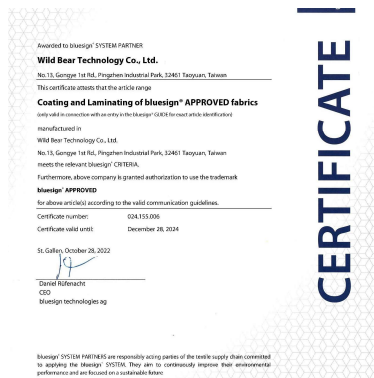 Awarded to bluesign® SYSTEM PARTNER
Wild Bear Technology Co., Ltd.
No.13, Gongye 1st Rd., Pingzhen Industrial Park, 32461 Taoyuan, Taiwan
This certificate attests that the article range
Coating and Laminating of bluesign® APPROVED fabrics
(only valid in connection with an entry in the bluesign® GUIDE for exact article identification)
manufactured in
Wild Bear Technology Co., Ltd.
No.13, Gongye 1st Rd., Pingzhen Industrial Park, 32461 Taoyuan, Taiwan
meets the relevant bluesign® CRITERIA.
Furthermore, above company is granted authorization to use the trademark
bluesign® APPROVED
for above article(s) according to the valid communication guidelines.
Certificate number: 024.155.006
Certificate valid until: December 28, 2024
St. Gallen, October 28, 2022
Daniel Rüfenacht
CEO
bluesign technologies ag
bluesign® SYSTEM PARTNERS are responsibly acting parties of the textile supply chain committed
to applying the bluesign® SYSTEM. They aim to continuously improve their environmental
performance and are focused on a sustainable future
CERTIFICATE